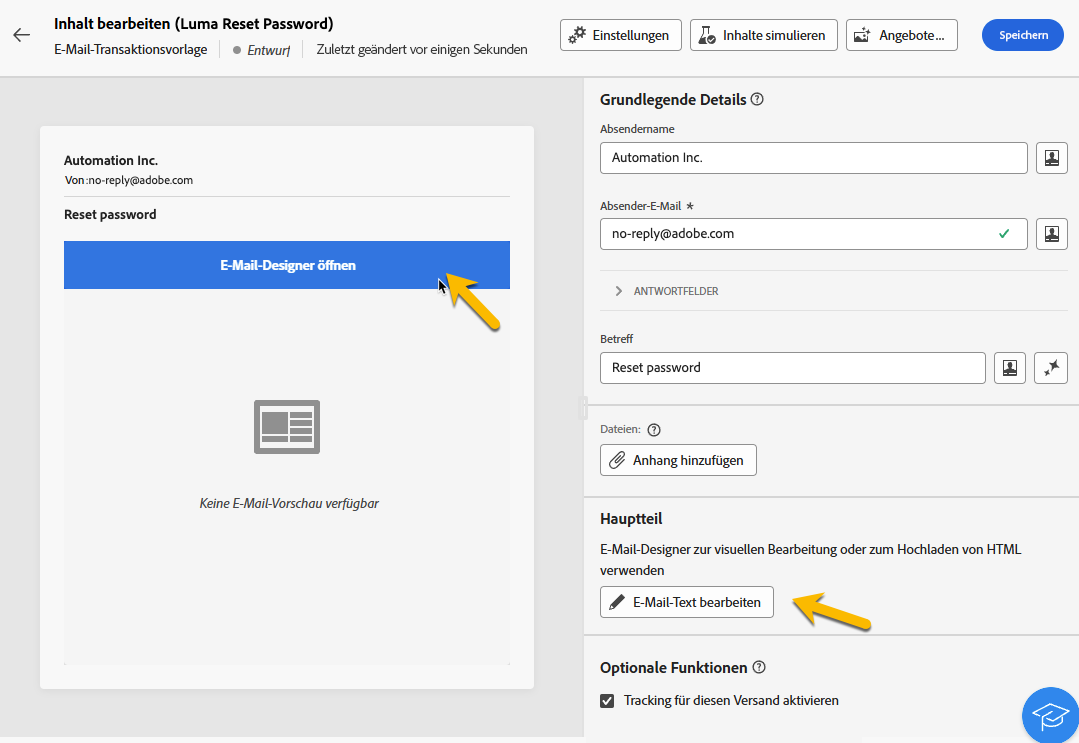 Inhalt bearbeiten (Luma Reset Password)
E-Mail-Transaktionsvorlage Entwurf Zuletzt geändert vor einigen Sekunden
Einstellungen
Inhalte simulieren
Angebote...
Speichern
Automation Inc.
Von:no-reply@adobe.com
Reset password
E-Mail-Designer öffnen
Keine E-Mail-Vorschau verfügbar
Grundlegende Details
Absendername
Automation Inc.
Absender-E-Mail *
no-reply@adobe.com
ANTWORTFELDER
Betreff
Reset password
Dateien:
Anhang hinzufügen
Hauptteil
E-Mail-Designer zur visuellen Bearbeitung oder zum Hochladen von HTML
verwenden
E-Mail-Text bearbeiten
Optionale Funktionen
Tracking für diesen Versand aktivieren